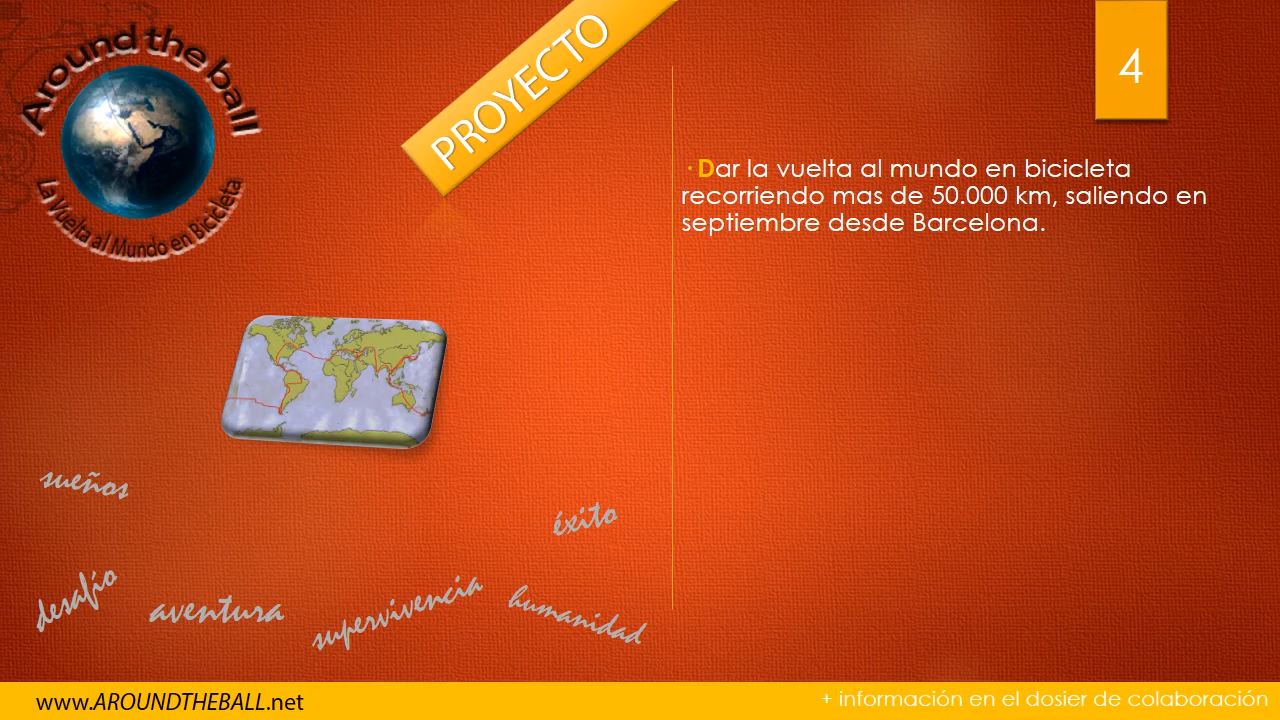 Around the ball
La Vuelta al Mundo en Bicicleta
PROYECTO
4
·Dar la vuelta al mundo en bicicleta
recorriendo mas de 50.000 km, saliendo en
septiembre desde Barcelona.
sueños
éxito
desafío
aventura
supervivencia
humanidad
www.AROUNDTHEBALL.net
+ información en el dosier de colaboración